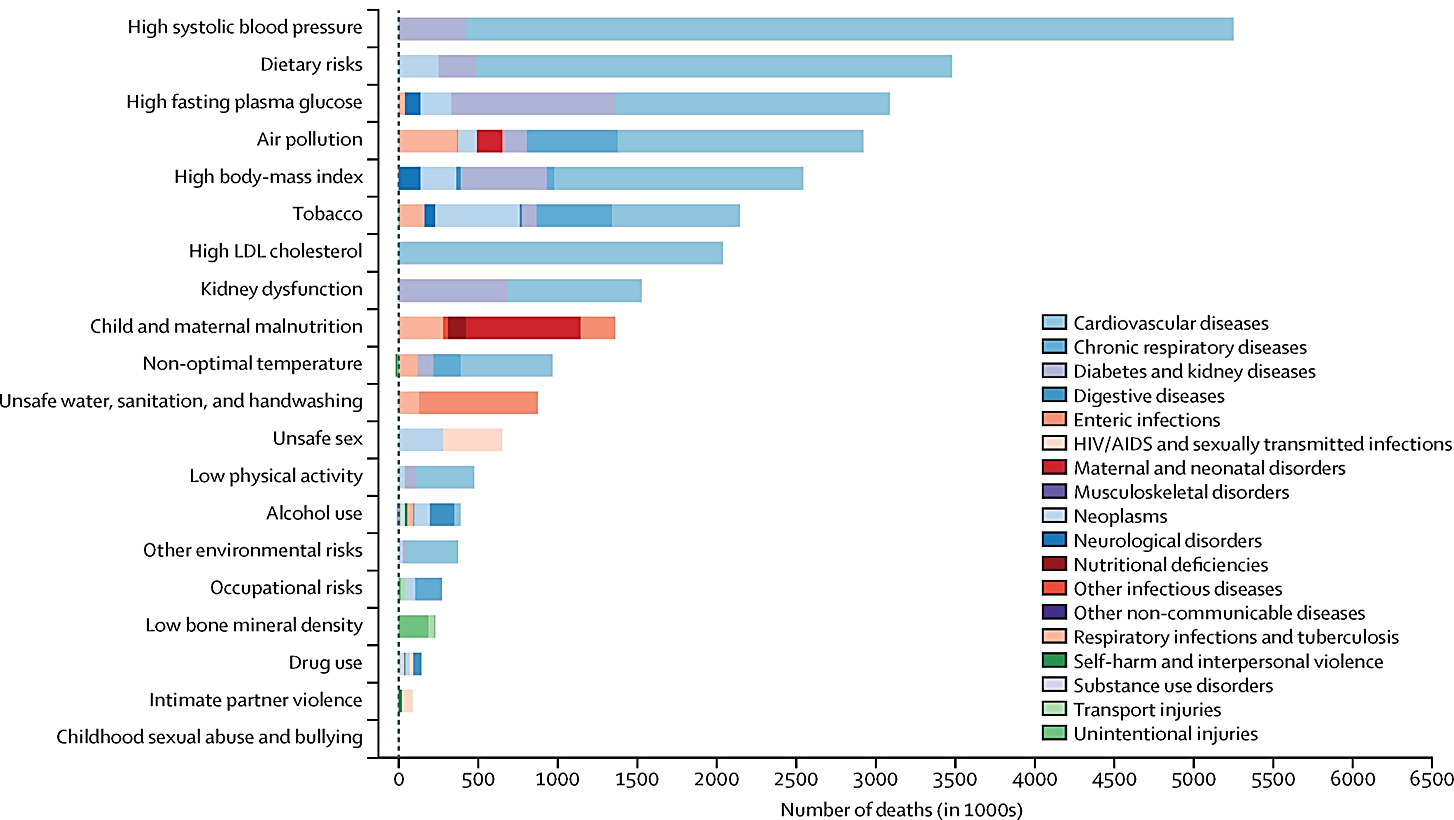 High systolic blood pressure
Dietary risks
High fasting plasma glucose
Air pollution
High body-mass index
Tobacco
High LDL cholesterol
Kidney dysfunction
Child and maternal malnutrition
Non-optimal temperature
Unsafe water, sanitation, and handwashing
Unsafe sex
Low physical activity
Alcohol use
Other environmental risks
Occupational risks
Low bone mineral density
Drug use
Intimate partner violence
Childhood sexual abuse and bullying
Cardiovascular diseases
Chronic respiratory diseases
Diabetes and kidney diseases
Digestive diseases
Enteric infections
HIV/AIDS and sexually transmitted infections
Maternal and neonatal disorders
Musculoskeletal disorders
Neoplasms
Neurological disorders
Nutritional deficiencies
Other infectious diseases
Other non-communicable diseases
Respiratory infections and tuberculosis
Self-harm and interpersonal violence
Substance use disorders
Transport injuries
Unintentional injuries
0 500 1000 1500 2000 2500 3000 3500 4000 4500 5000 5500 6000 6500
Number of deaths (in 1000s)